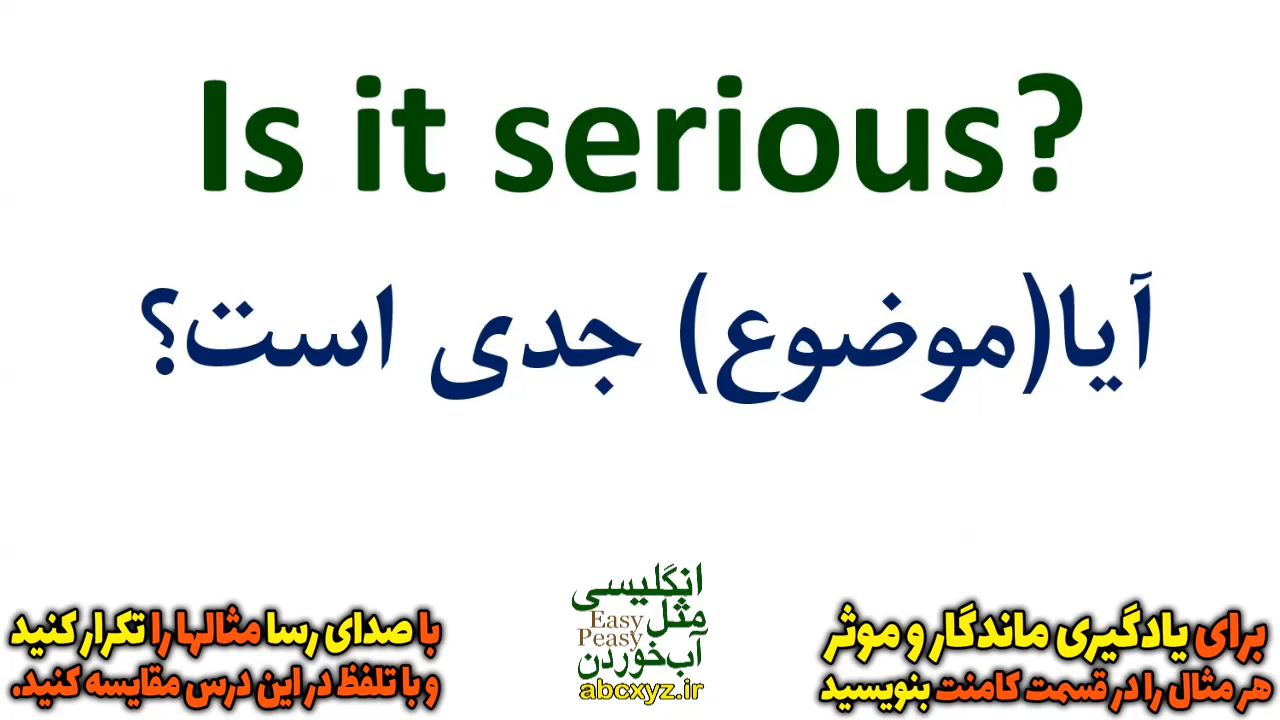 Is it serious?
آیا(موضوع) جدی است؟
برای یادگیری ماندگار و موثر
هر مثال را در قسمت کامنت بنویسید
انگلیسی
مثل
Easy
Peasy
آب خوردن
abcxyz.ir
با صدای رسا مثالها را تکرار کنید
و با تلفظ در این درس مقایسه کنید.